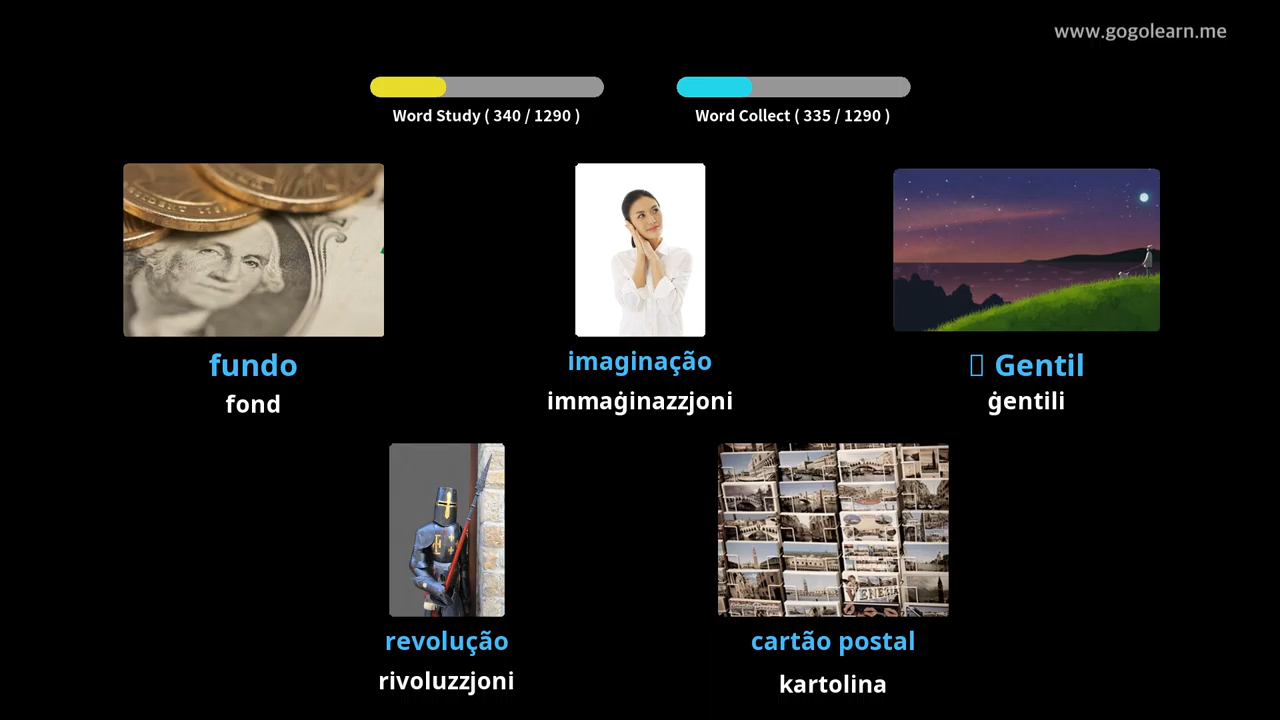 www.gogolearn.me
Word Study ( 340 / 1290 )
Word Collect ( 335 / 1290 )
fundo
fond
imaginação
immaġinazzjoni
Gentil
ġentili
revolução
rivoluzzjoni
cartão postal
kartolina